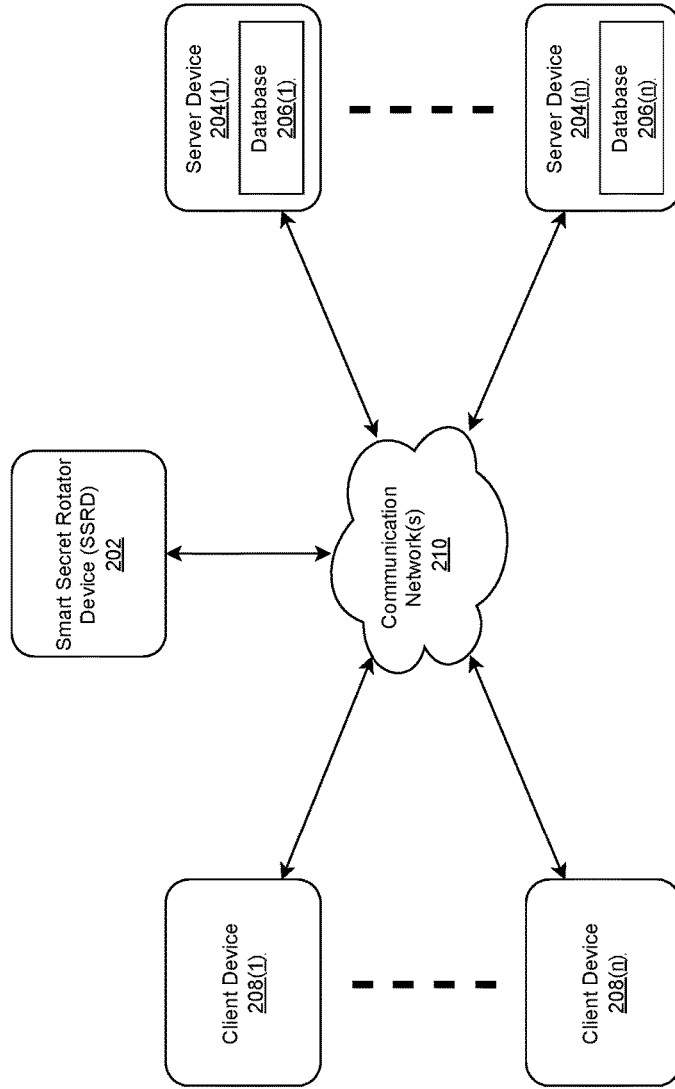 Smart Secret Rotator
Device (SSRD)
202
Client Device
208(1).
Client Device
208(n).
Communication
Network(s)
210
Server Device
204(1).
Database
206(1)
Server Device
204(n).
Database
206(n).